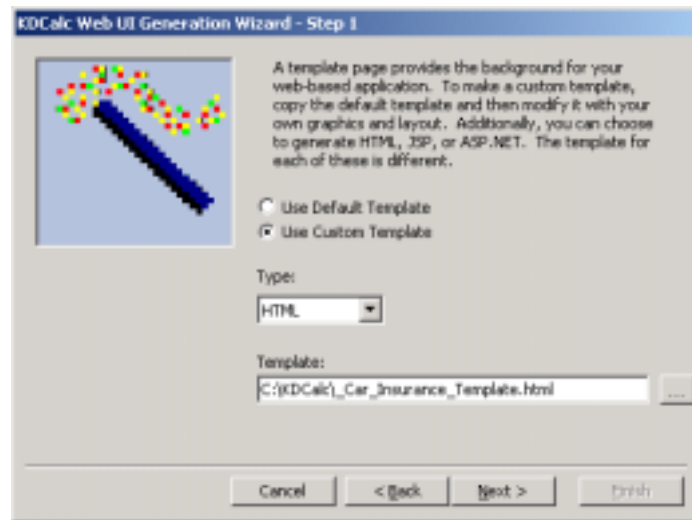 KDCalc Web UI Generation Wizard - Step 1
A template page provides the background for your
web-based application. To make a custom template,
copy the default template and then modify it with your
own graphics and layout. Additionally, you can choose
to generate HTML, JSP, or ASP.NET. The template for
each of these is different.
Use Default Template
Use Custom Template
Type:
HTML
Template:
C:\KDCalc\_Car_Insurance_Template.html
...
Cancel
< Back
Next >
Finish